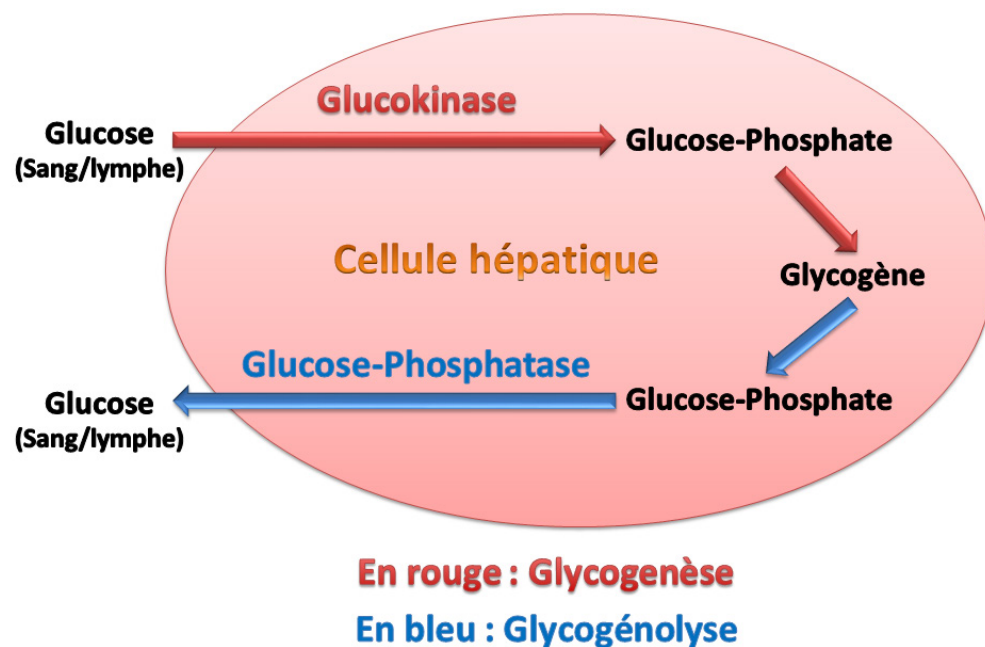 Glucokinase
Glucose
(Sang/lymphe)
Glucose-Phosphate
Cellule hépatique
Glycogène
Glucose-Phosphatase
Glucose
(Sang/lymphe)
Glucose-Phosphate
En rouge : Glycogenèse
En bleu : Glycogénolyse